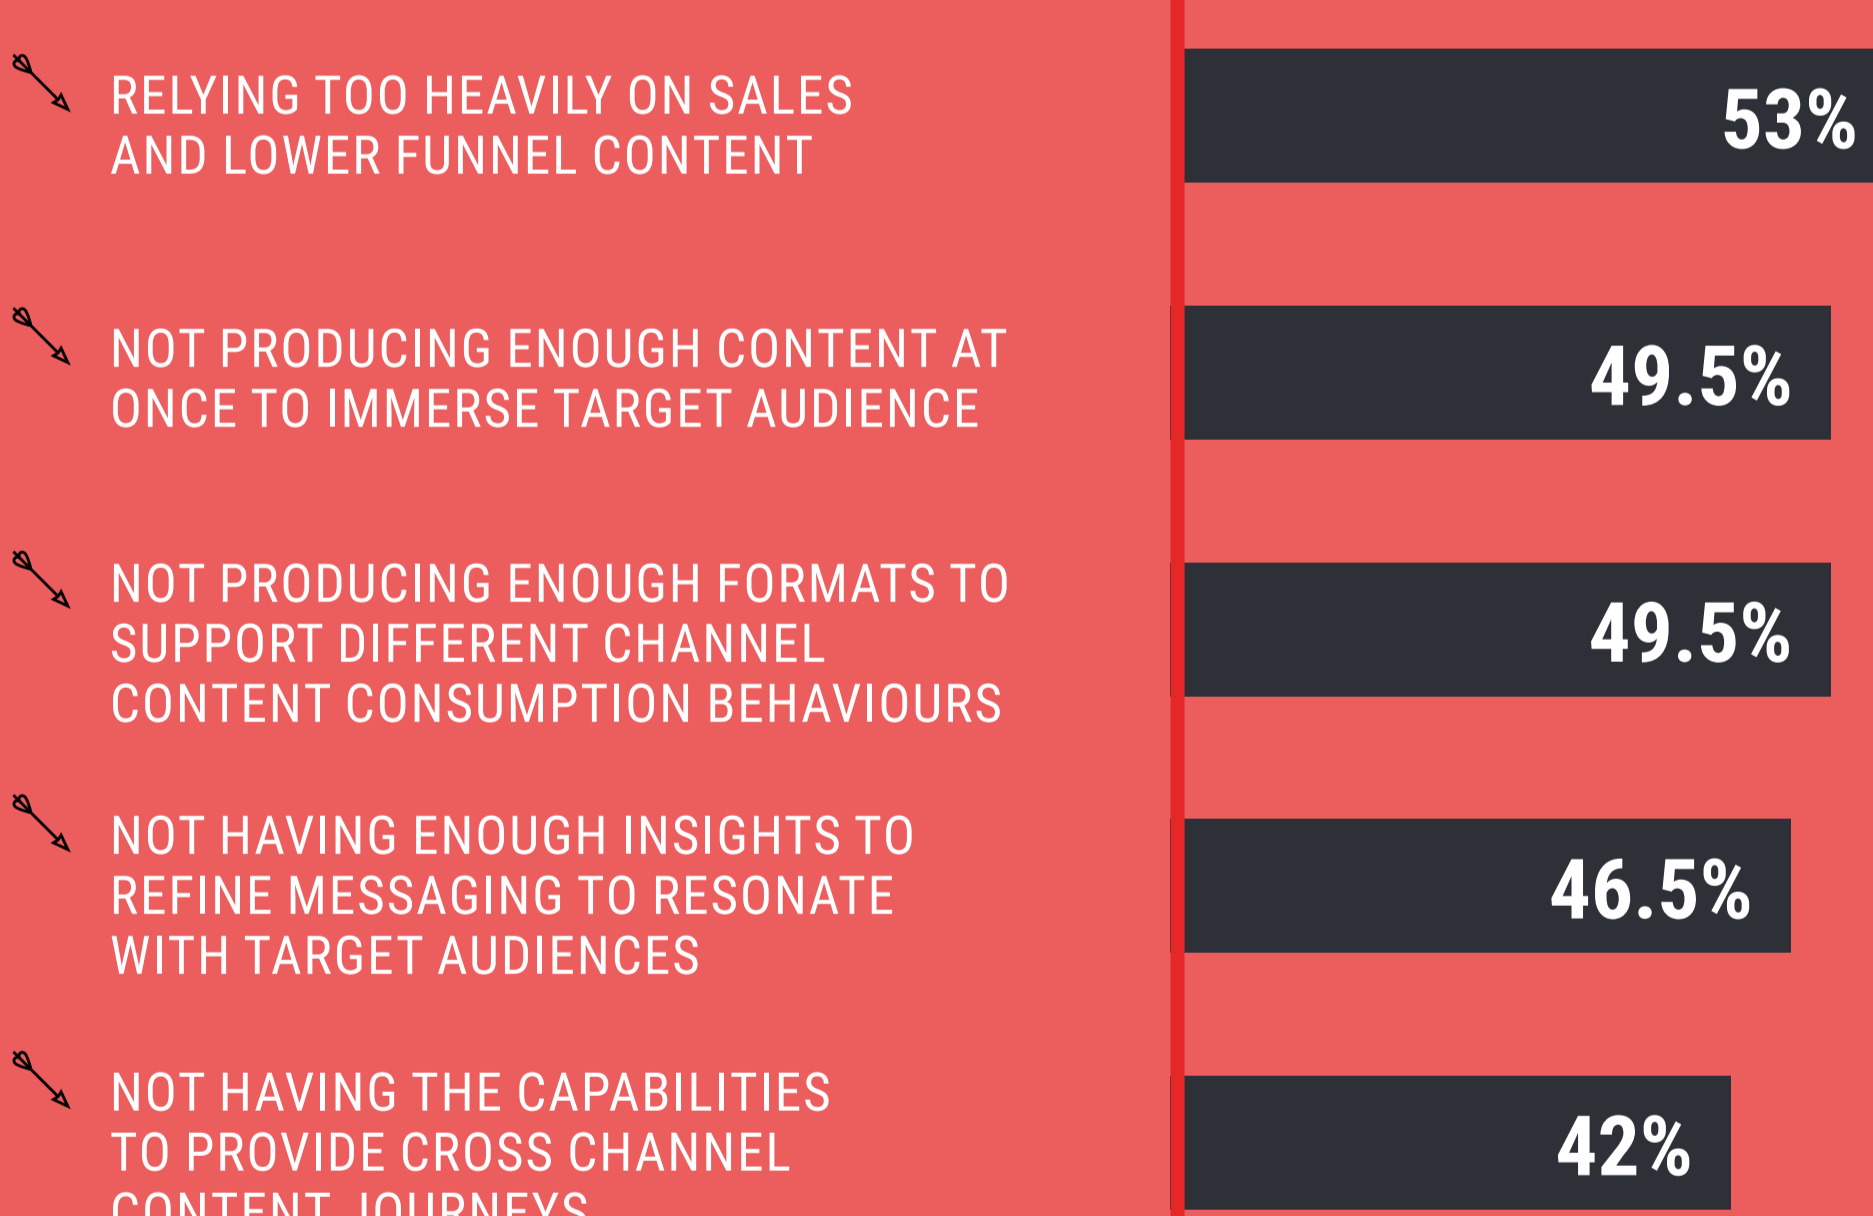 RELYING TOO HEAVILY ON SALES
AND LOWER FUNNEL CONTENT
53%
NOT PRODUCING ENOUGH CONTENT AT
ONCE TO IMMERSE TARGET AUDIENCE
49.5%
NOT PRODUCING ENOUGH FORMATS TO
SUPPORT DIFFERENT CHANNEL
CONTENT CONSUMPTION BEHAVIOURS
49.5%
NOT HAVING ENOUGH INSIGHTS TO
REFINE MESSAGING TO RESONATE
WITH TARGET AUDIENCES
46.5%
NOT HAVING THE CAPABILITIES
TO PROVIDE CROSS CHANNEL
CONTENT JOURNEYS
42%